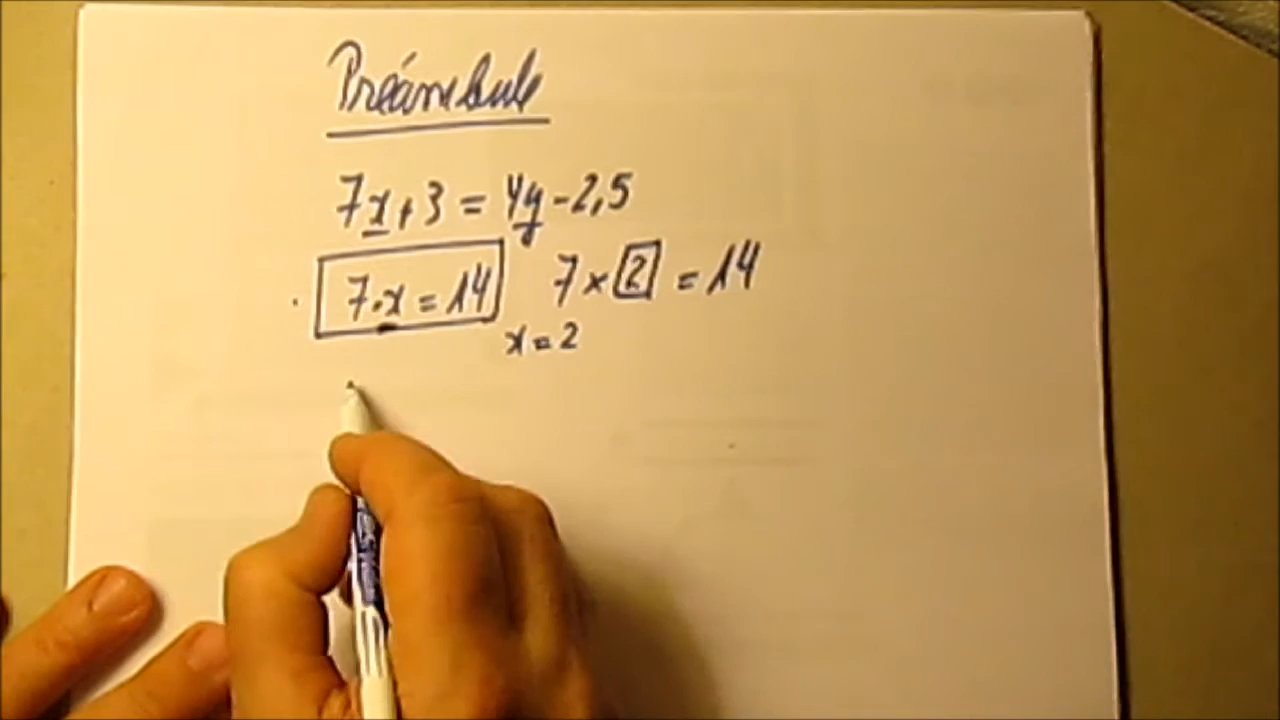 Préambule
7x+3 = 4y-2,5
7·x = 14 7 × 2 = 14
x = 2